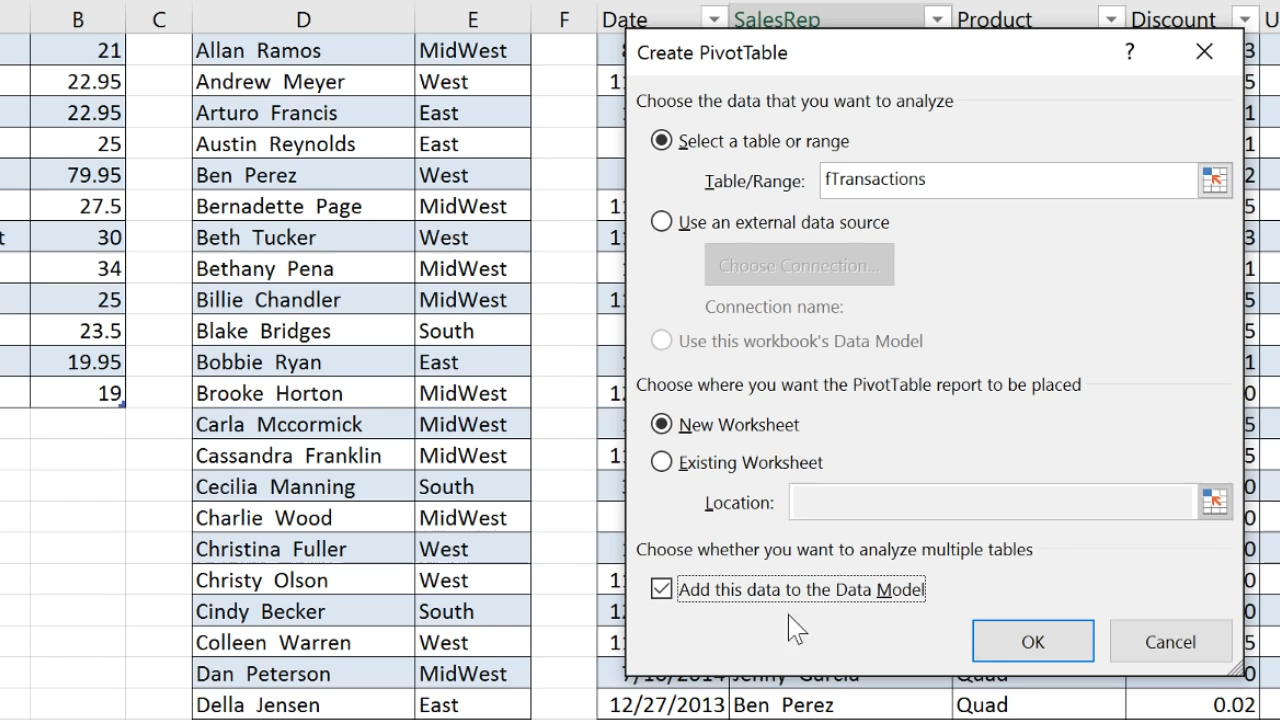 B C D E F Date SalesRep Product Discount U
21 Allan Ramos MidWest
22.95 Andrew Meyer West
22.95 Arturo Francis East
25 Austin Reynolds East
79.95 Ben Perez West
27.5 Bernadette Page MidWest
t 30 Beth Tucker West
34 Bethany Pena MidWest
25 Billie Chandler MidWest
23.5 Blake Bridges South
19.95 Bobbie Ryan East
19 Brooke Horton MidWest
Carla Mccormick MidWest
Cassandra Franklin MidWest
Cecilia Manning South
Charlie Wood MidWest
Christina Fuller West
Christy Olson West
Cindy Becker South
Colleen Warren West
Dan Peterson MidWest
Della Jensen East 12/27/2013 Ben Perez Quad 0.02
Create PivotTable ?
Choose the data that you want to analyze
Select a table or range
Table/Range: fTransactions
Use an external data source
Choose Connection...
Connection name:
Use this workbook's Data Model
Choose where you want the PivotTable report to be placed
New Worksheet
Existing Worksheet
Location:
Choose whether you want to analyze multiple tables
Add this data to the Data Model
OK Cancel